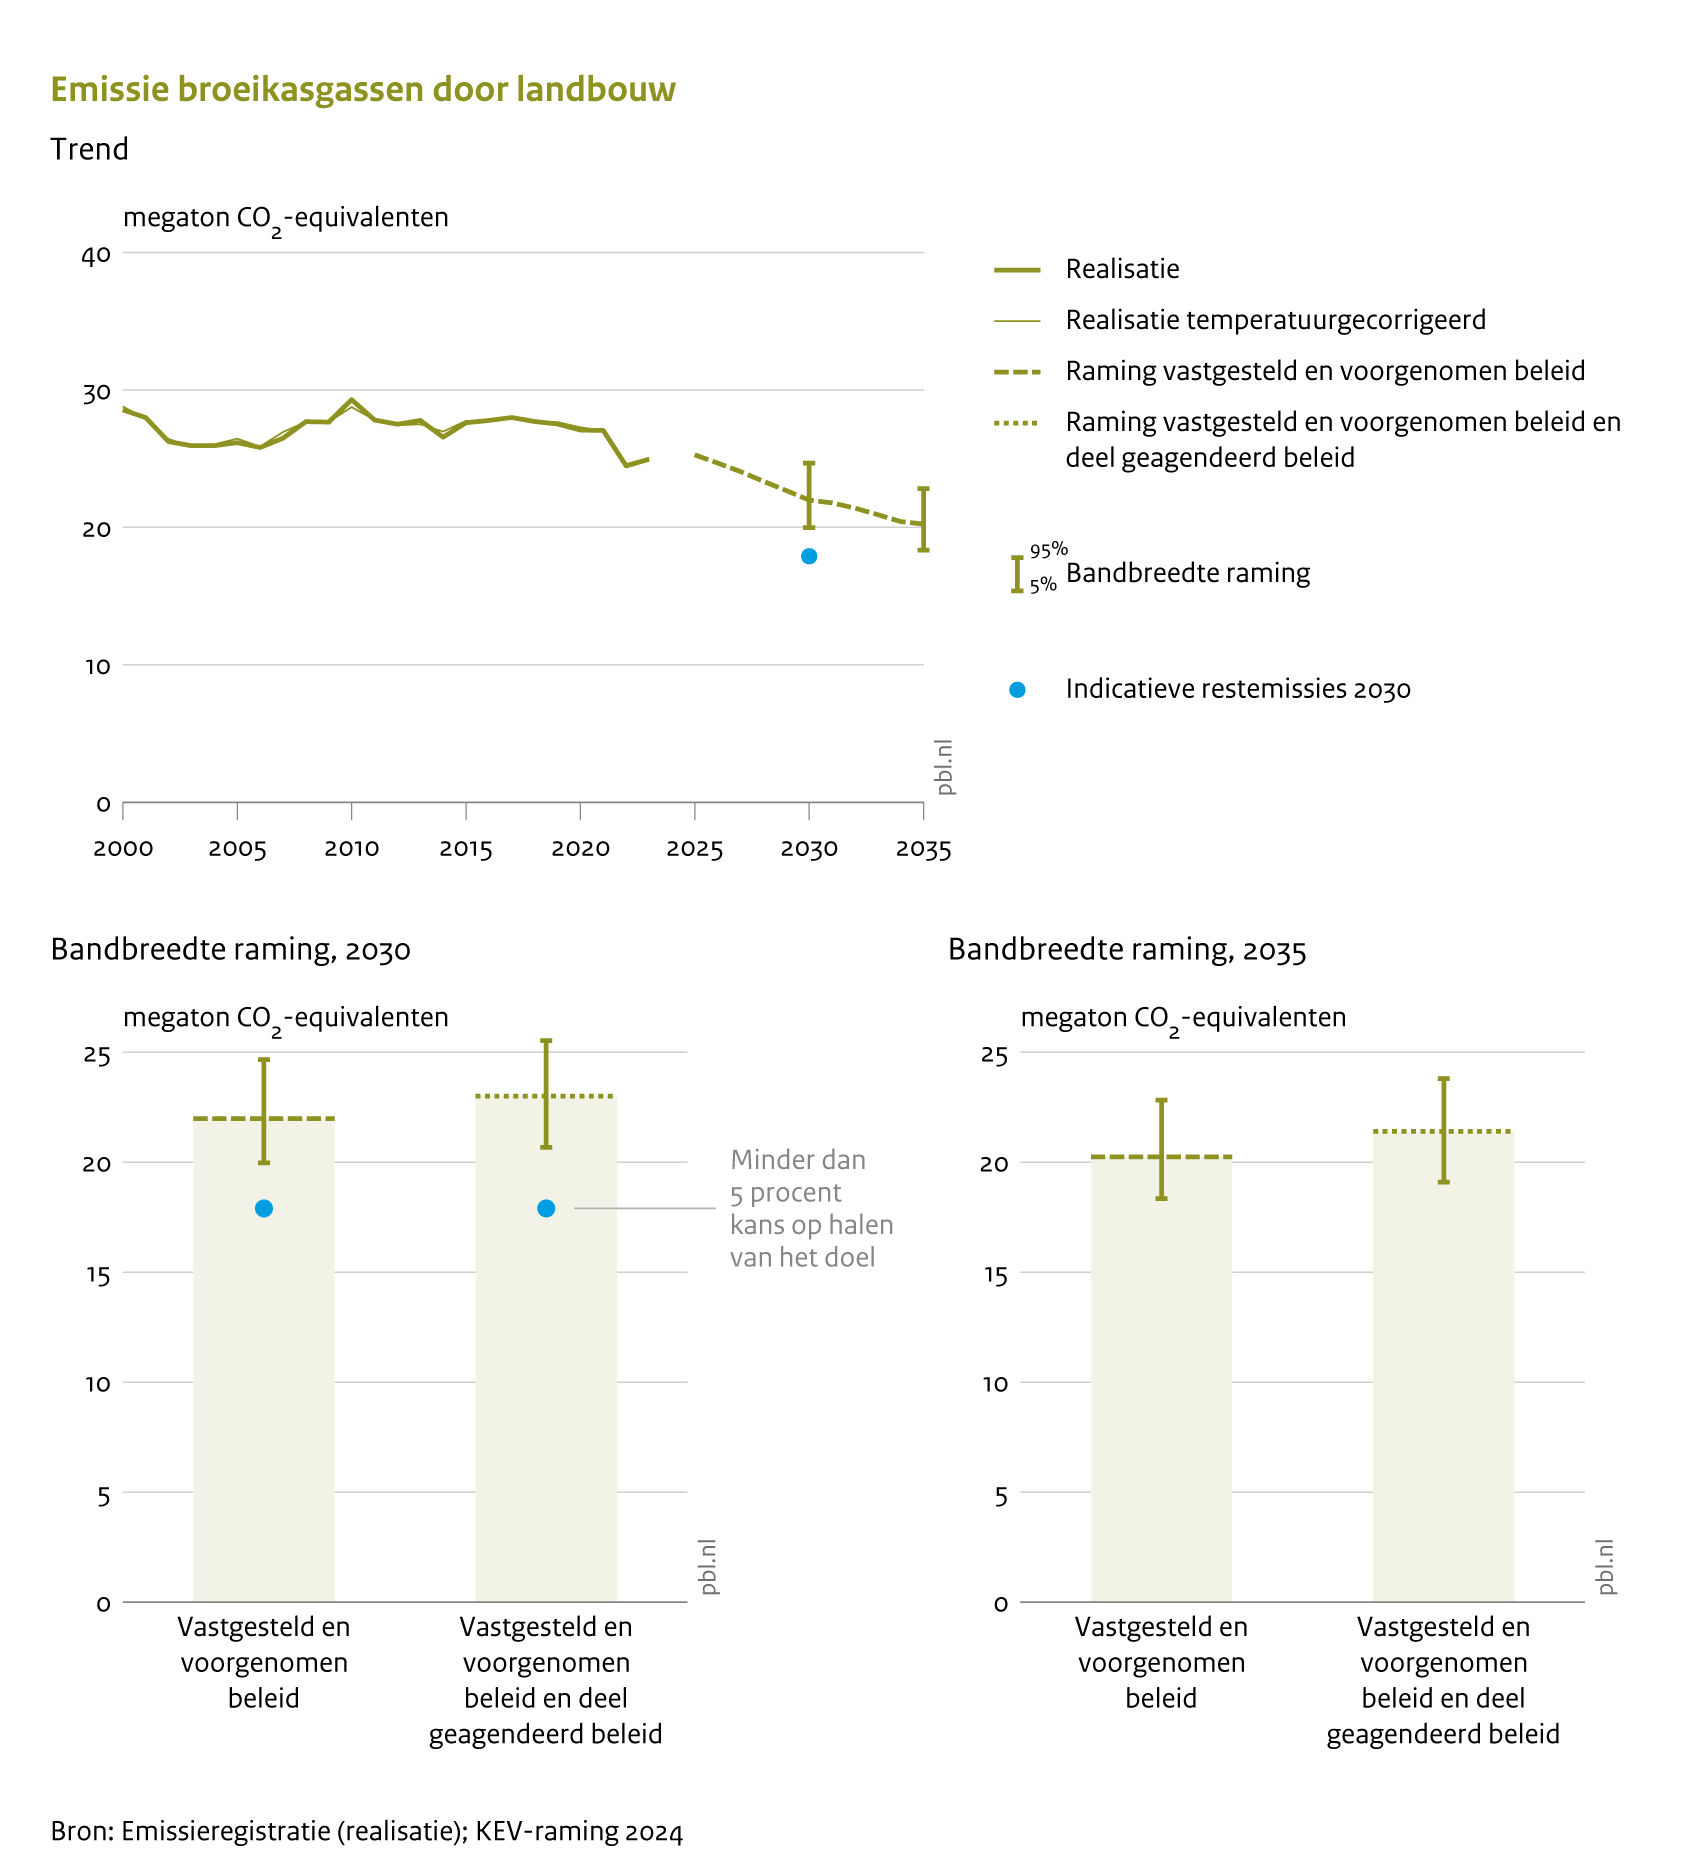 Emissie broeikasgassen door landbouw
Trend
megaton CO₂-equivalenten
40
30
20
10
0
2000 2005 2010 2015 2020 2025 2030 2035
pbl.nl
Realisatie
Realisatie temperatuurgecorrigeerd
Raming vastgesteld en voorgenomen beleid
Raming vastgesteld en voorgenomen beleid en
deel geagendeerd beleid
95%
5%
Bandbreedte raming
Indicatieve restemissies 2030
Bandbreedte raming, 2030
megaton CO₂-equivalenten
25
20
15
10
5
0
Minder dan
5 procent
kans op halen
van het doel
pbl.nl
Vastgesteld en
voorgenomen
beleid
Vastgesteld en
voorgenomen
beleid en deel
geagendeerd beleid
Bandbreedte raming, 2035
megaton CO₂-equivalenten
25
20
15
10
5
0
pbl.nl
Vastgesteld en
voorgenomen
beleid
Vastgesteld en
voorgenomen
beleid en deel
geagendeerd beleid
Bron: Emissieregistratie (realisatie); KEV-raming 2024